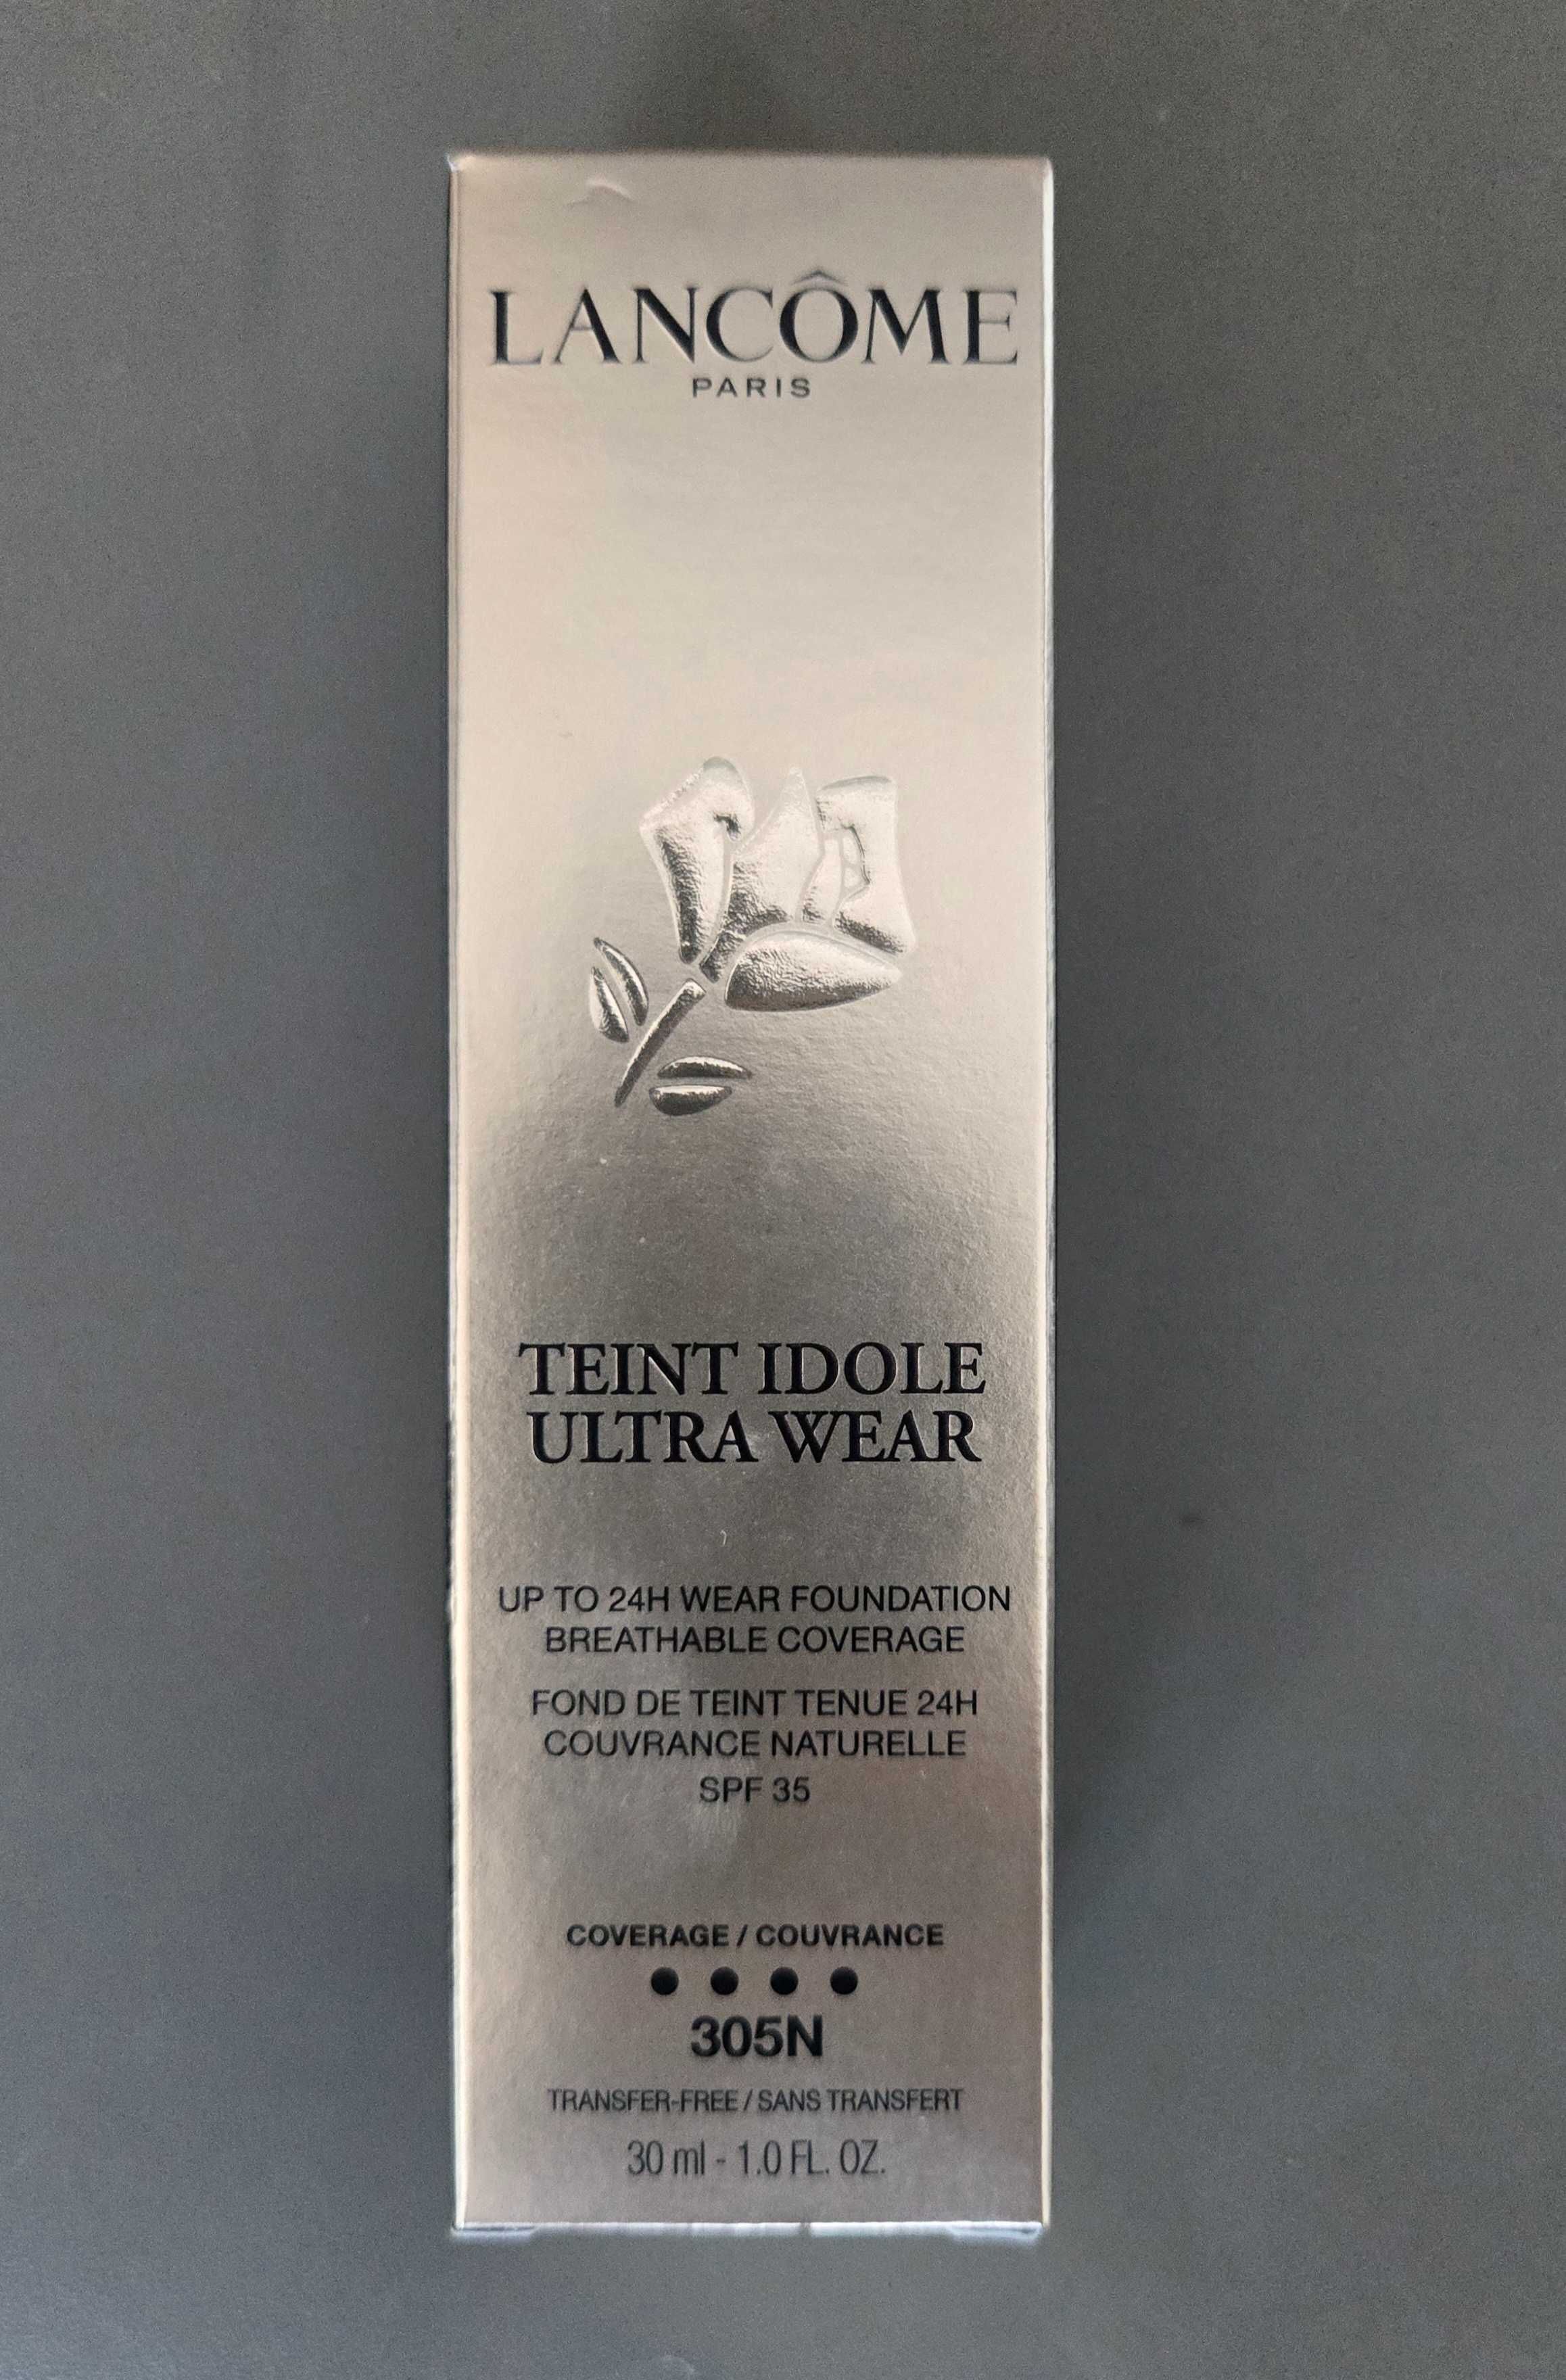 LANCÔME
PARIS
TEINT IDOLE
ULTRA WEAR
UP TO 24H WEAR FOUNDATION
BREATHABLE COVERAGE
FOND DE TEINT TENUE 24H
COUVRANCE NATURELLE
SPF 35
COVERAGE / COUVRANCE
305N
TRANSFER-FREE / SANS TRANSFERT
30 ml - 1.0 FL. OZ.